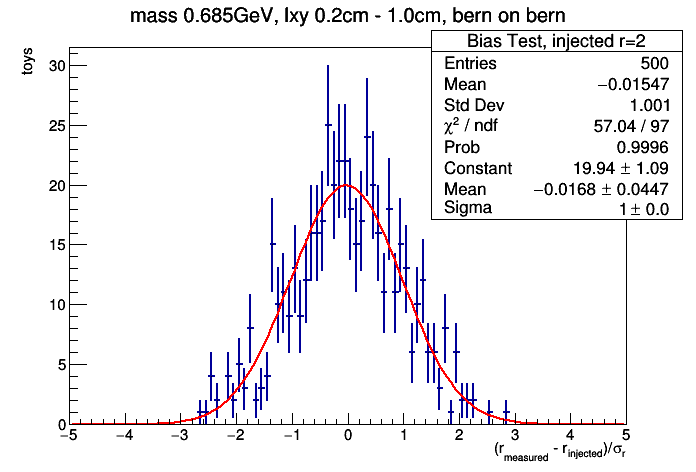 mass 0.685GeV, lxy 0.2cm - 1.0cm, bern on bern
Bias Test, injected r=2
Entries 500
Mean −0.01547
Std Dev 1.001
χ² / ndf 57.04 / 97
Prob 0.9996
Constant 19.94 ± 1.09
Mean −0.0168 ± 0.0447
Sigma 1 ± 0.0
toys
30
25
20
15
10
5
0
−5 −4 −3 −2 −1 0 1 2 3 4 5
(r_measured - r_injected)/σ_r